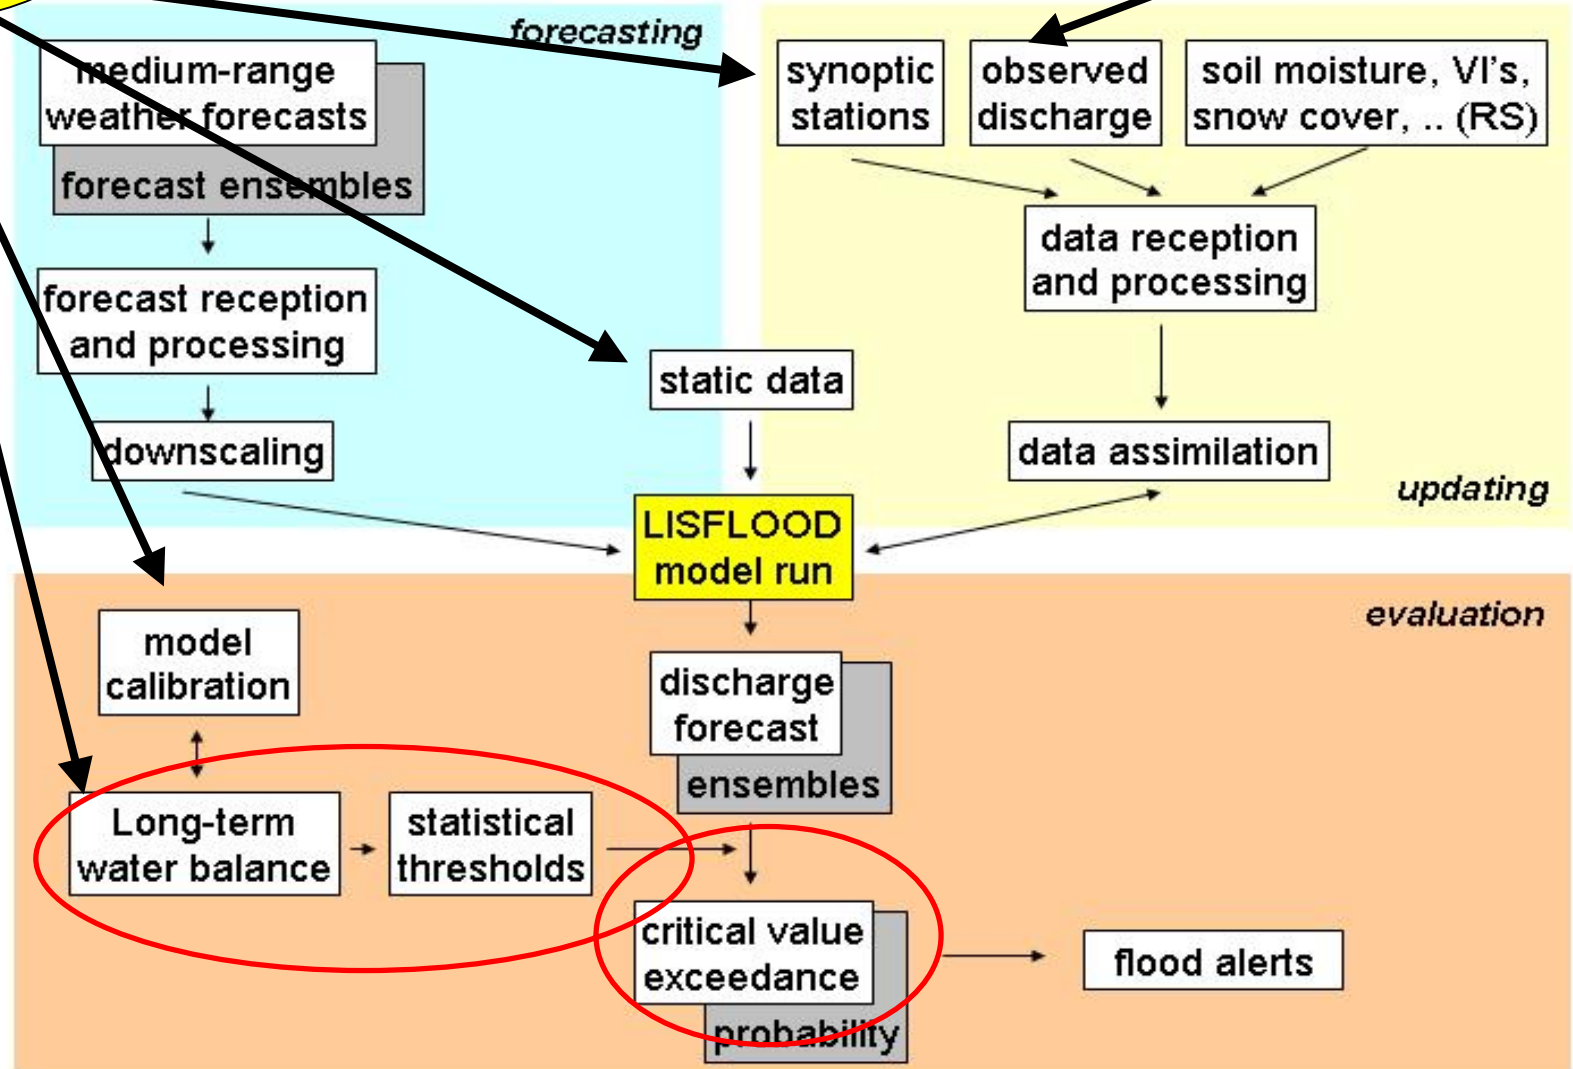 forecasting
medium-range
weather forecasts
forecast ensembles
forecast reception
and processing
downscaling
synoptic
stations
observed
discharge
soil moisture, VI's,
snow cover, .. (RS)
data reception
and processing
data assimilation
updating
static data
LISFLOOD
model run
evaluation
model
calibration
Long-term
water balance
statistical
thresholds
discharge
forecast
ensembles
critical value
exceedance
probability
flood alerts